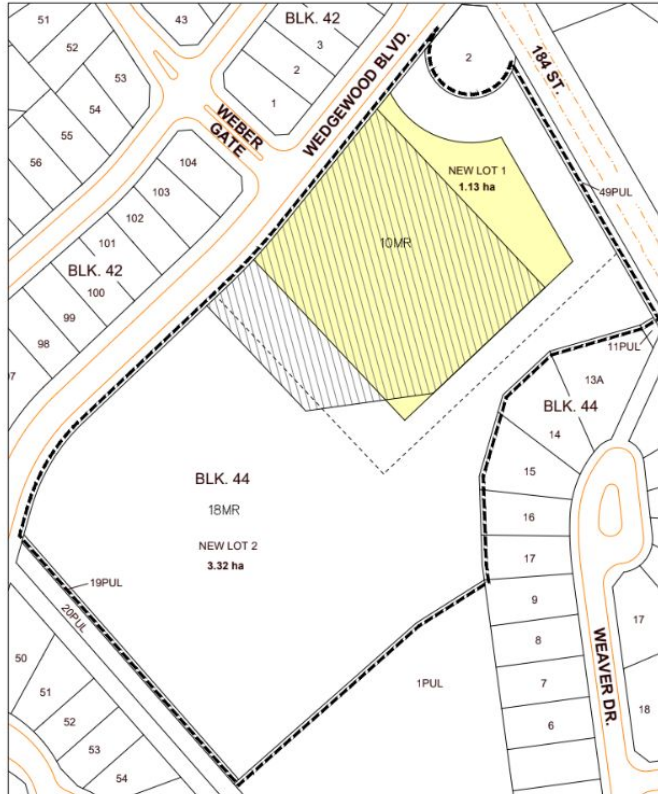 51
43
BLK. 42
52
3
2
1
53
54
55
56
WEDGEWOOD BLVD.
2
184 ST.
WEBER
GATE
104
103
102
101
BLK. 42
100
99
98
97
NEW LOT 1
1.13 ha
49PUL
10MR
11PUL
13A
BLK. 44
14
15
16
17
BLK. 44
18MR
NEW LOT 2
3.32 ha
19PUL
20PUL
9
8
7
6
1PUL
WEAVER DR.
17
18
50
51
52
53
54